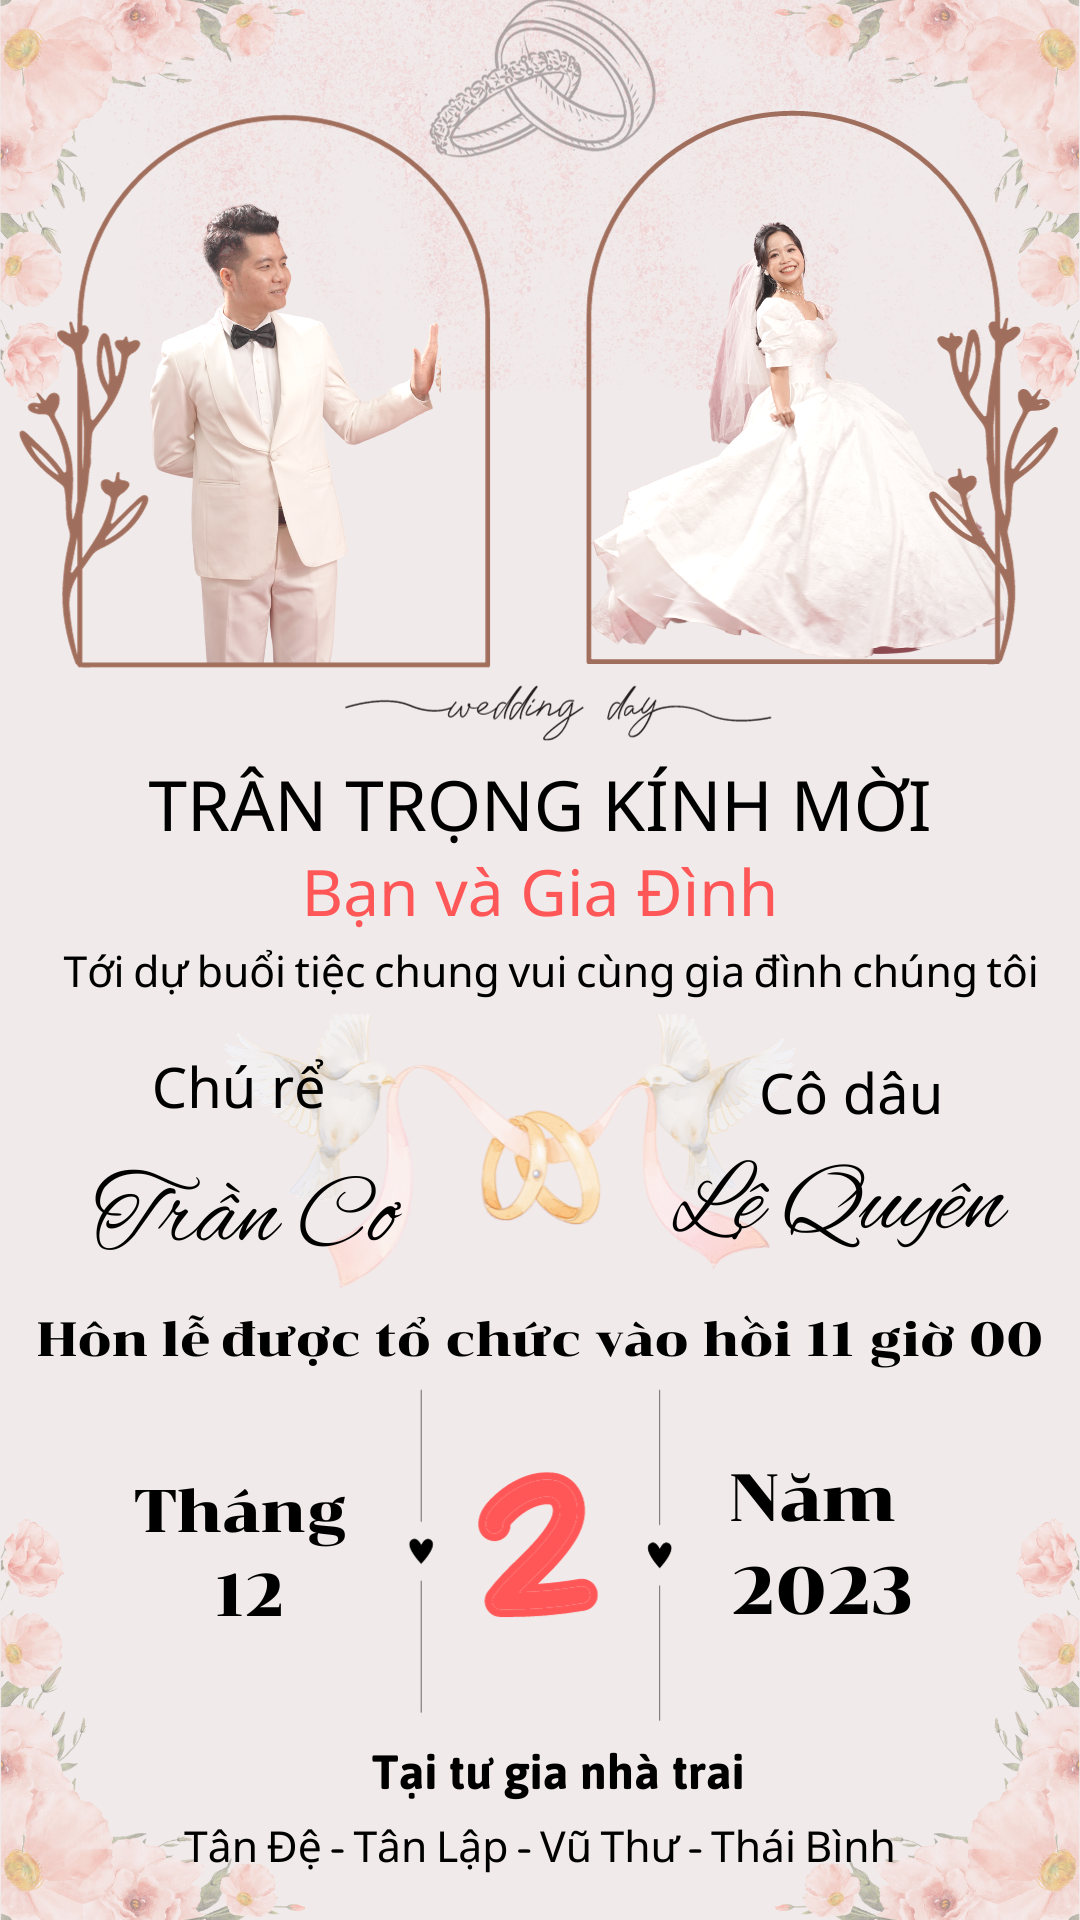 wedding day
TRÂN TRỌNG KÍNH MỜI
Bạn và Gia Đình
Tới dự buổi tiệc chung vui cùng gia đình chúng tôi
Chú rể
Cô dâu
Trần Cơ
Lệ Quyên
Hôn lễ được tổ chức vào hồi 11 giờ 00
Tháng
12
2
Năm
2023
Tại tư gia nhà trai
Tân Đệ - Tân Lập - Vũ Thư - Thái Bình